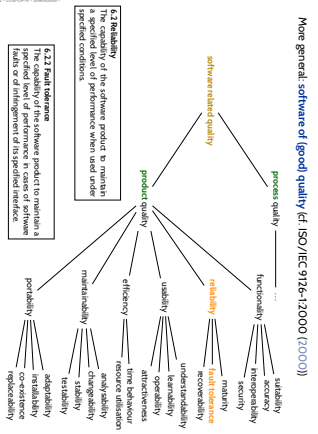 More general: software of (good) quality (cf. ISO/IEC 9126-1:2000 (2000))
software related quality
process quality
...
product quality
functionality
suitability
accuracy
interoperability
security
reliability
maturity
fault tolerance
recoverability
usability
understandability
learnability
operability
attractiveness
efficiency
time behaviour
resource utilisation
maintainability
analysability
changeability
stability
testability
portability
adaptability
installability
co-existence
replaceability
6.2 Reliability
The capability of the software product to maintain
a specified level of performance when used under
specified conditions.
6.2.2 Fault tolerance
The capability of the software product to maintain a
specified level of performance in cases of software
faults or of infringement of its specified interface.